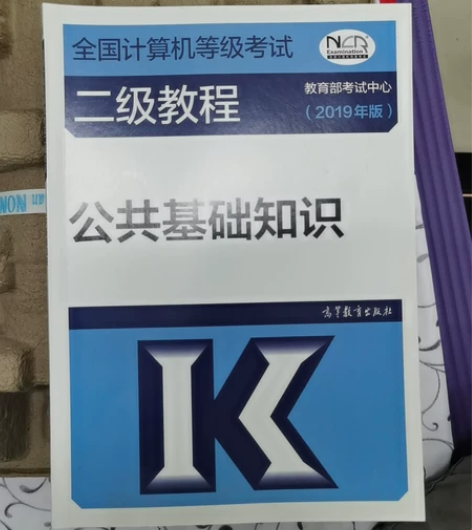 全国计算机等级考试
NCR
Examination
二级教程
教育部考试中心
（2019年版）
公共基础知识
高等教育出版社
K